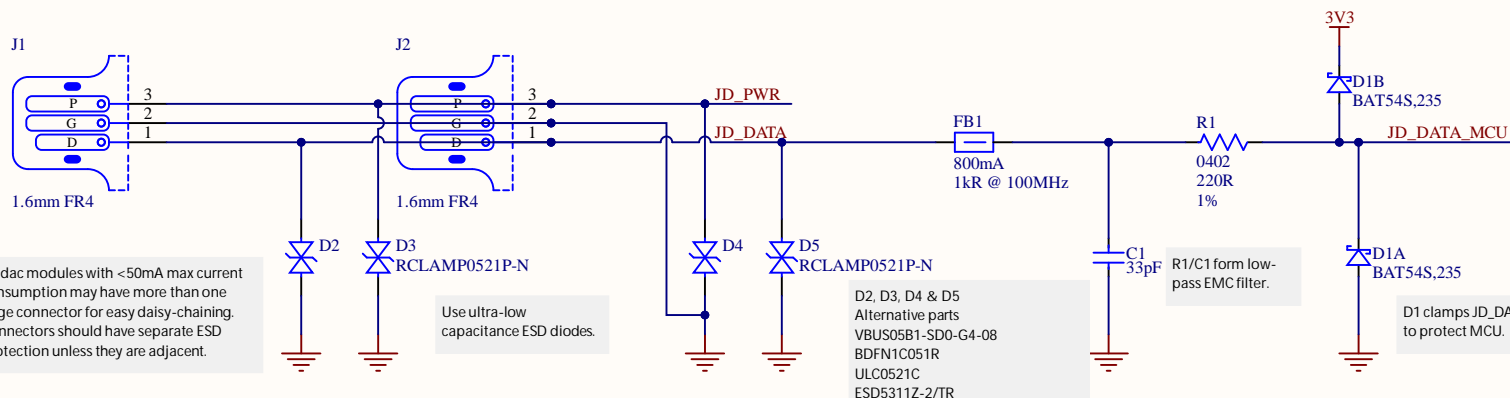 J1
P
G
D
3
2
1
1.6mm FR4
J2
P
G
D
3
2
1
1.6mm FR4
JD_PWR
JD_DATA
FB1
800mA
1kR @ 100MHz
R1
0402
220R
1%
3V3
D1B
BAT54S,235
JD_DATA_MCU
D2
D3
RCLAMP0521P-N
D4
D5
RCLAMP0521P-N
C1
33pF
R1/C1 form low-
pass EMC filter.
D1A
BAT54S,235
dac modules with <50mA max current
nsumption may have more than one
ge connector for easy daisy-chaining.
nnectors should have separate ESD
otection unless they are adjacent.
Use ultra-low
capacitance ESD diodes.
D2, D3, D4 & D5
Alternative parts
VBUS05B1-SD0-G4-08
BDFN1C051R
ULC0521C
ESD5311Z-2/TR
D1 clamps JD_DA
to protect MCU.